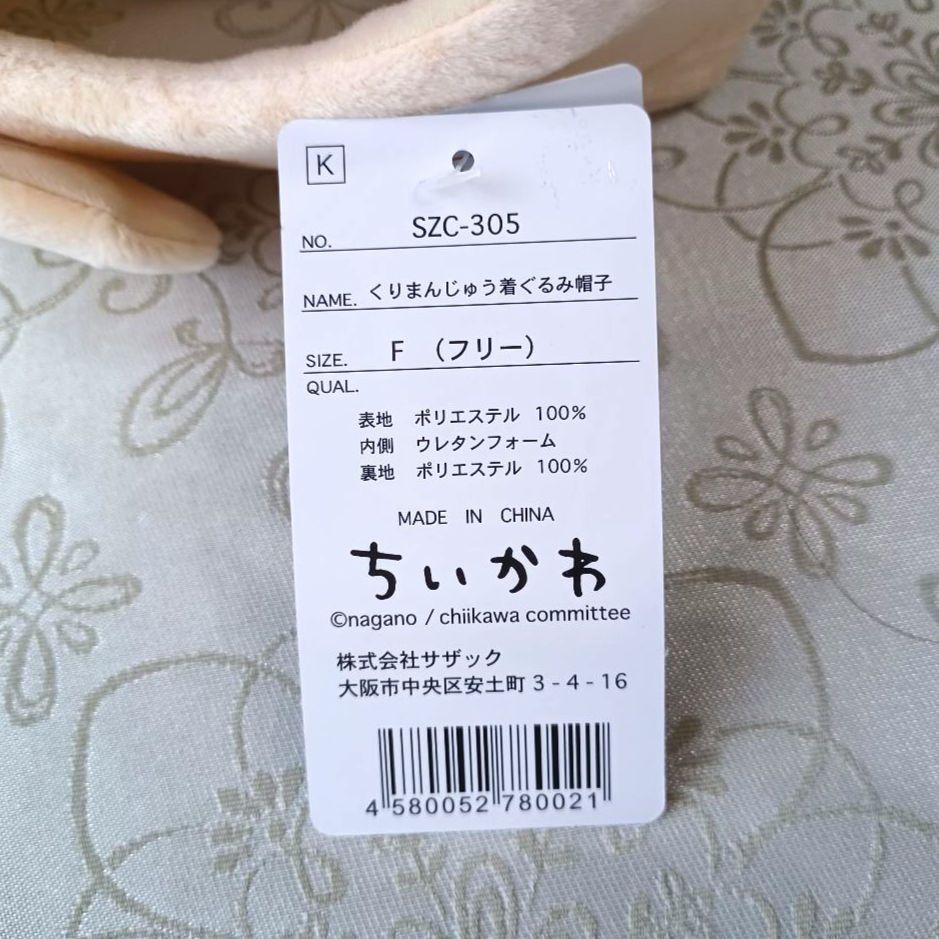 K
NO. SZC-305
NAME. くりまんじゅう着ぐるみ帽子
SIZE. F （フリー）
QUAL.
表地 ポリエステル 100%
内側 ウレタンフォーム
裏地 ポリエステル 100%
MADE IN CHINA
ちいかわ
©nagano / chiikawa committee
株式会社サザック
大阪市中央区安土町 3 - 4 - 16
4 580052 780021